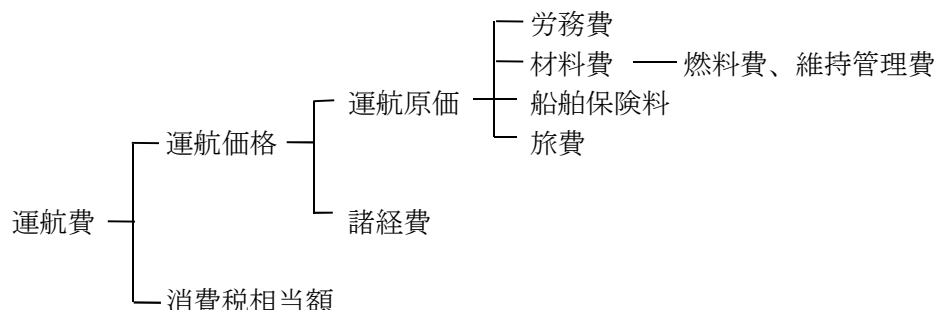 労務費
材料費 燃料費、維持管理費
運航原価 船舶保険料
旅費
運航価格
運航費 諸経費
消費税相当額